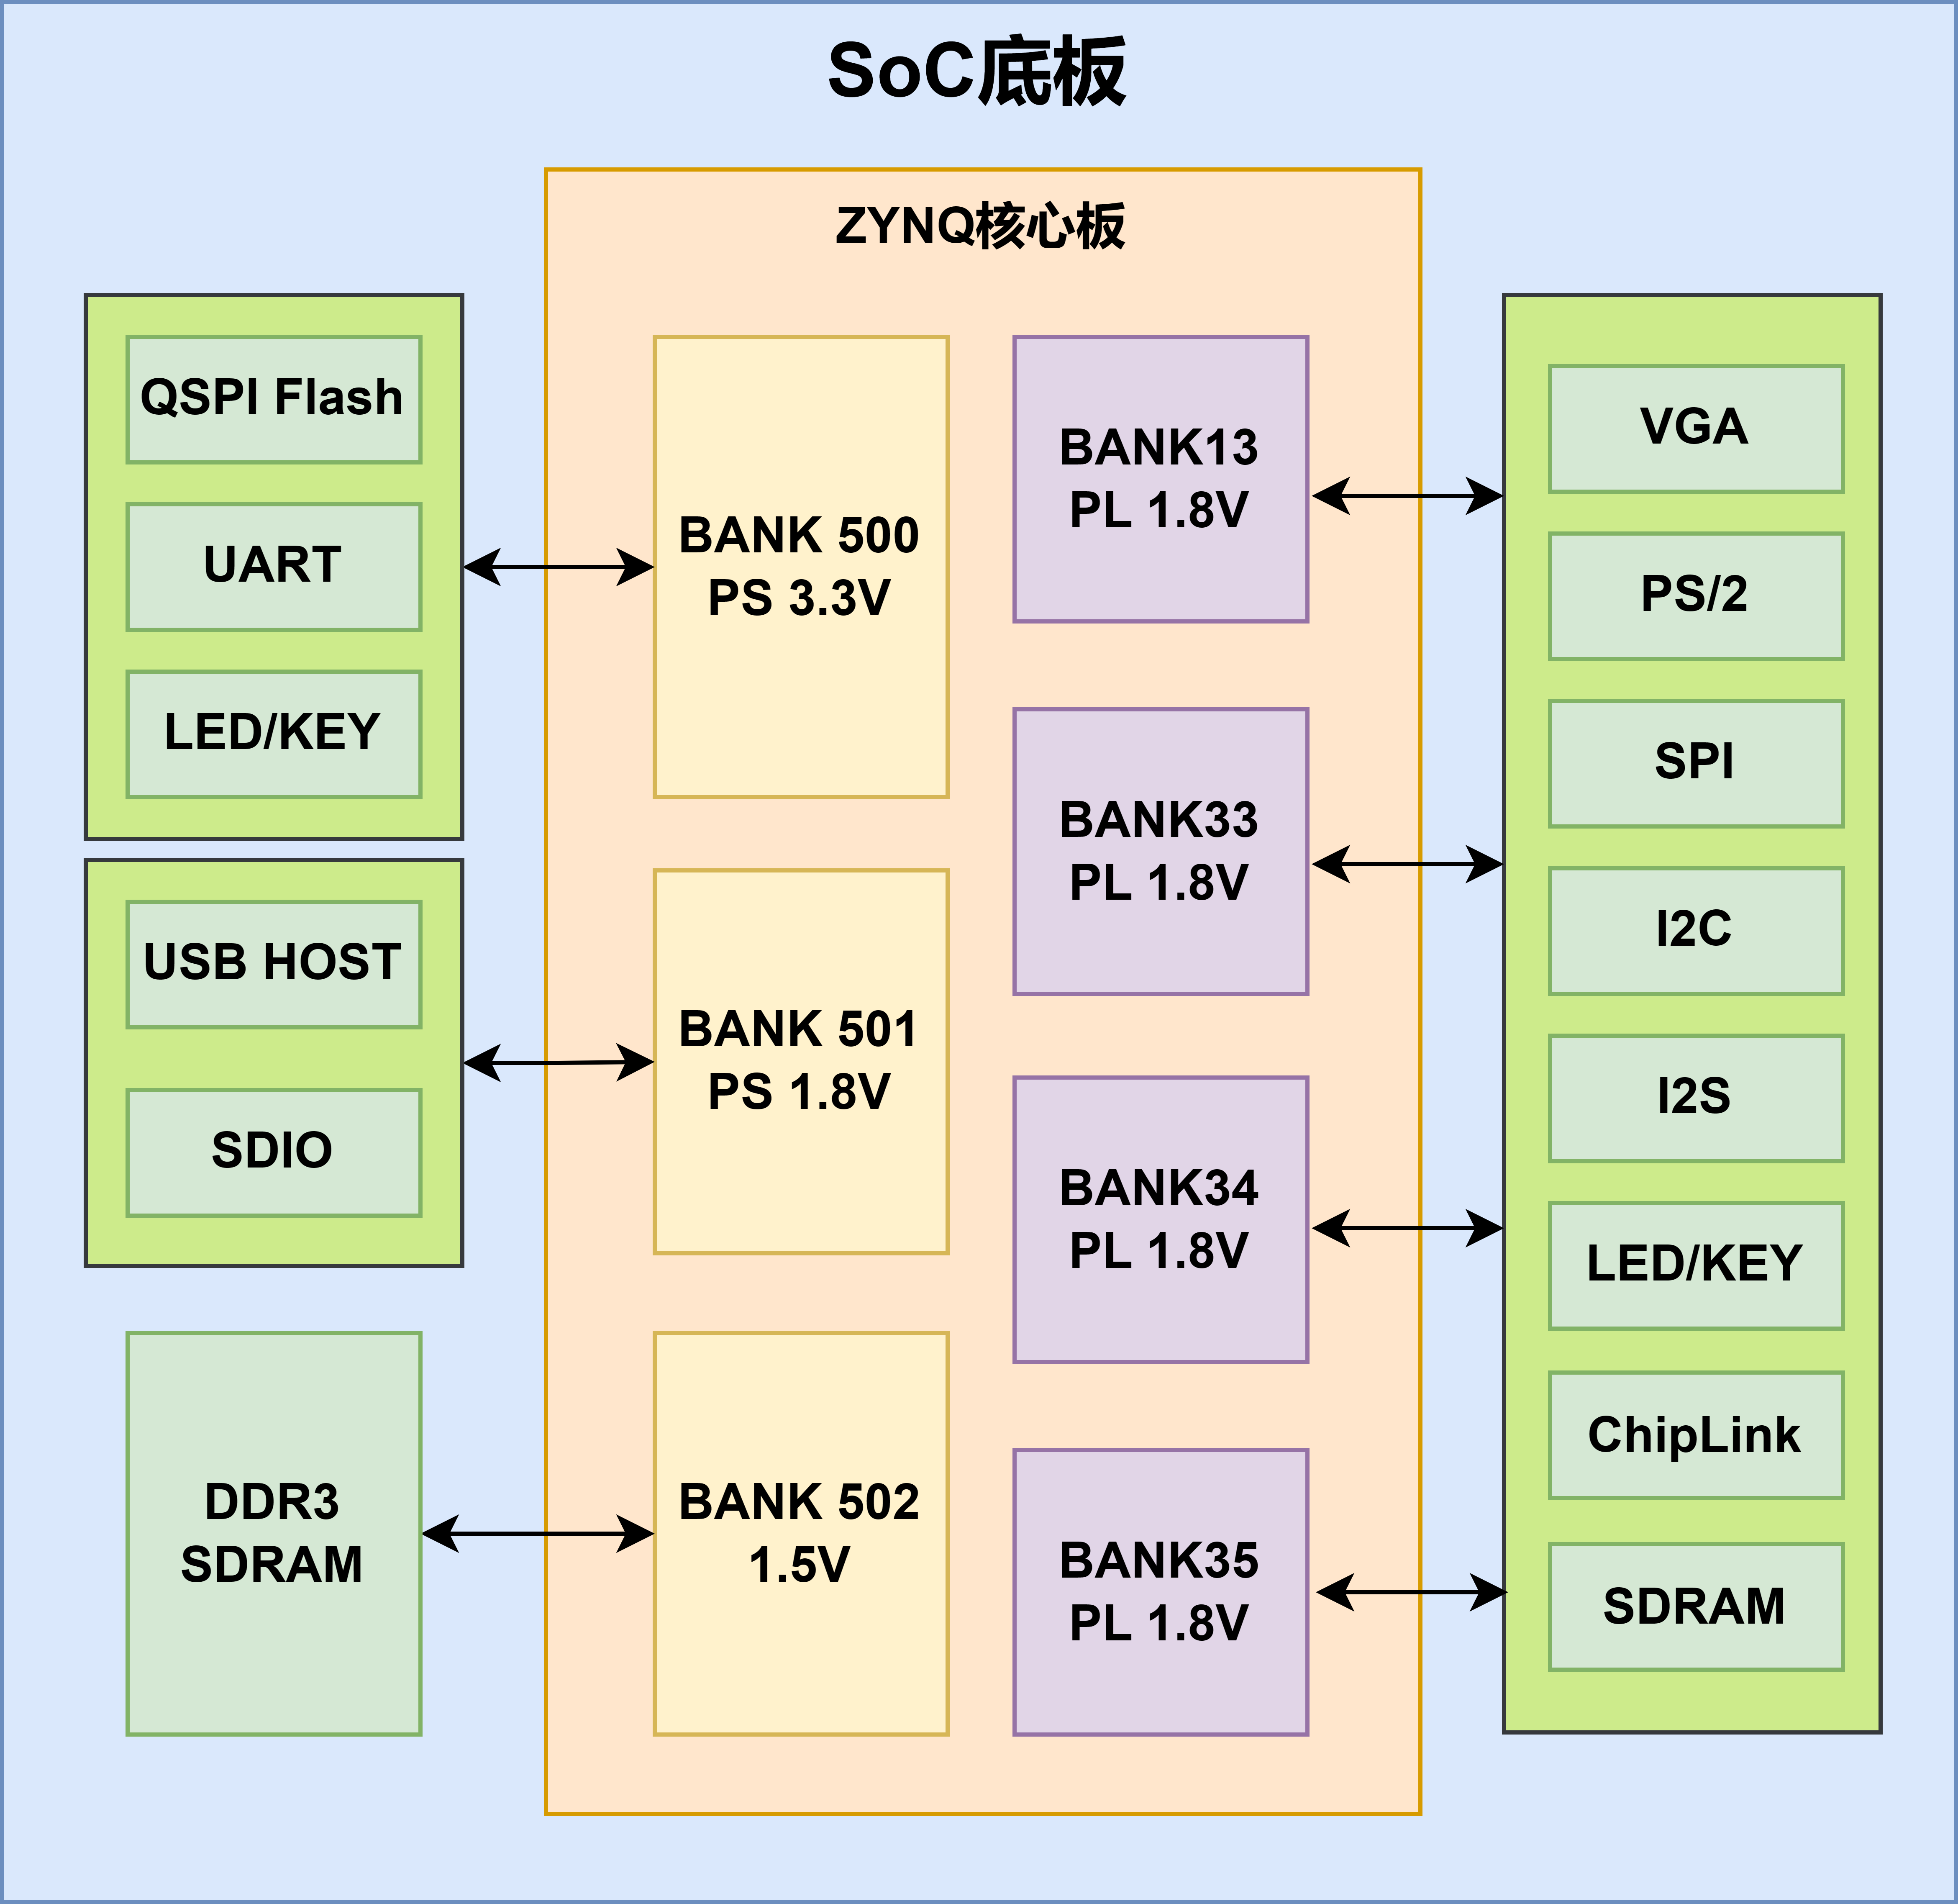 SoC底板
ZYNQ核心板
QSPI Flash
UART
LED/KEY
USB HOST
SDIO
DDR3
SDRAM
BANK 500
PS 3.3V
BANK 501
PS 1.8V
BANK 502
1.5V
BANK13
PL 1.8V
BANK33
PL 1.8V
BANK34
PL 1.8V
BANK35
PL 1.8V
VGA
PS/2
SPI
I2C
I2S
LED/KEY
ChipLink
SDRAM